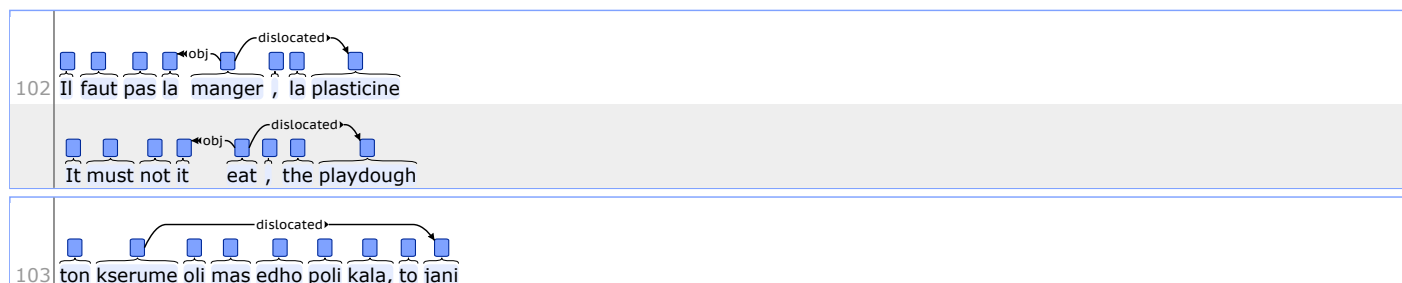 dislocated
obj
102 Il faut pas la manger , la plasticine
dislocated
obj
It must not it eat , the playdough
dislocated
103 ton kserume oli mas edho poli kala, to jani